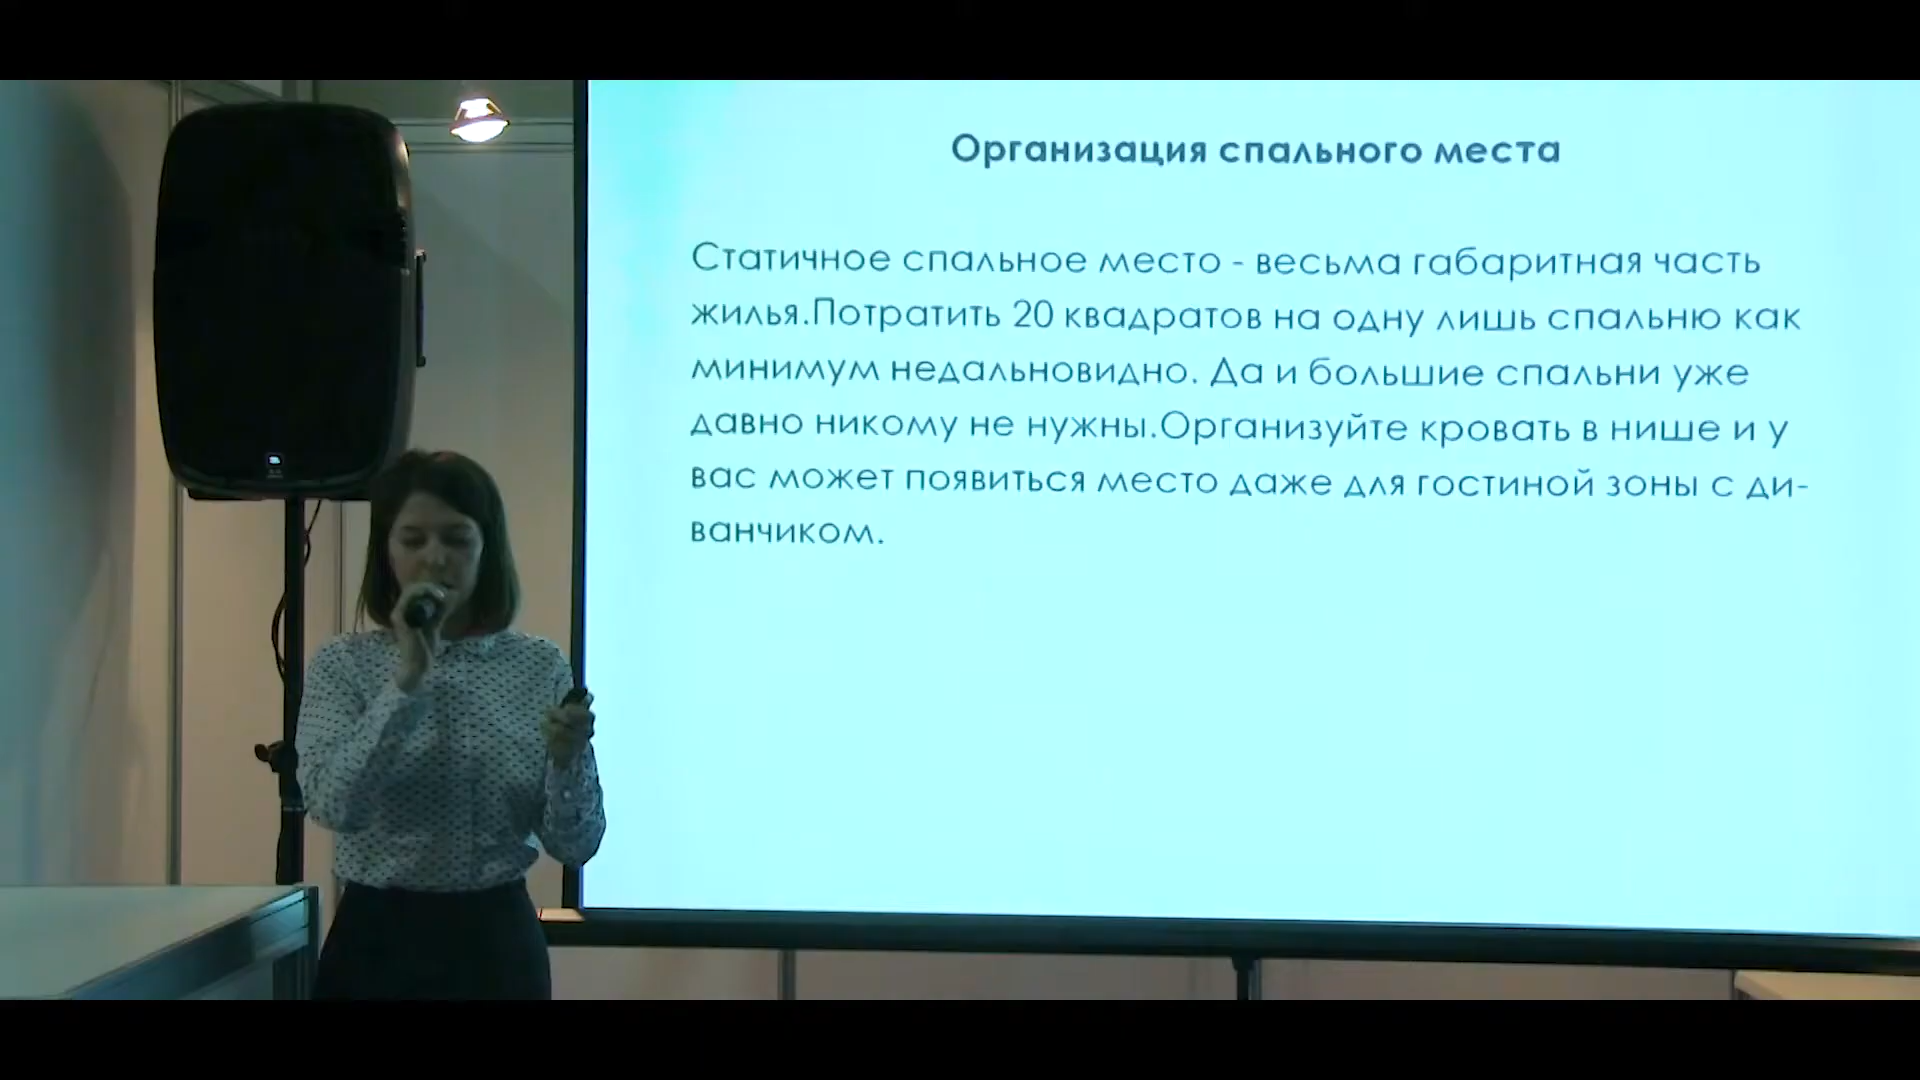 Организация спального места
Статичное спальное место - весьма габаритная часть
жилья.Потратить 20 квадратов на одну лишь спальню как
минимум недальновидно. Да и большие спальни уже
давно никому не нужны.Организуйте кровать в нише и у
вас может появиться место даже для гостиной зоны с ди-
ванчиком.